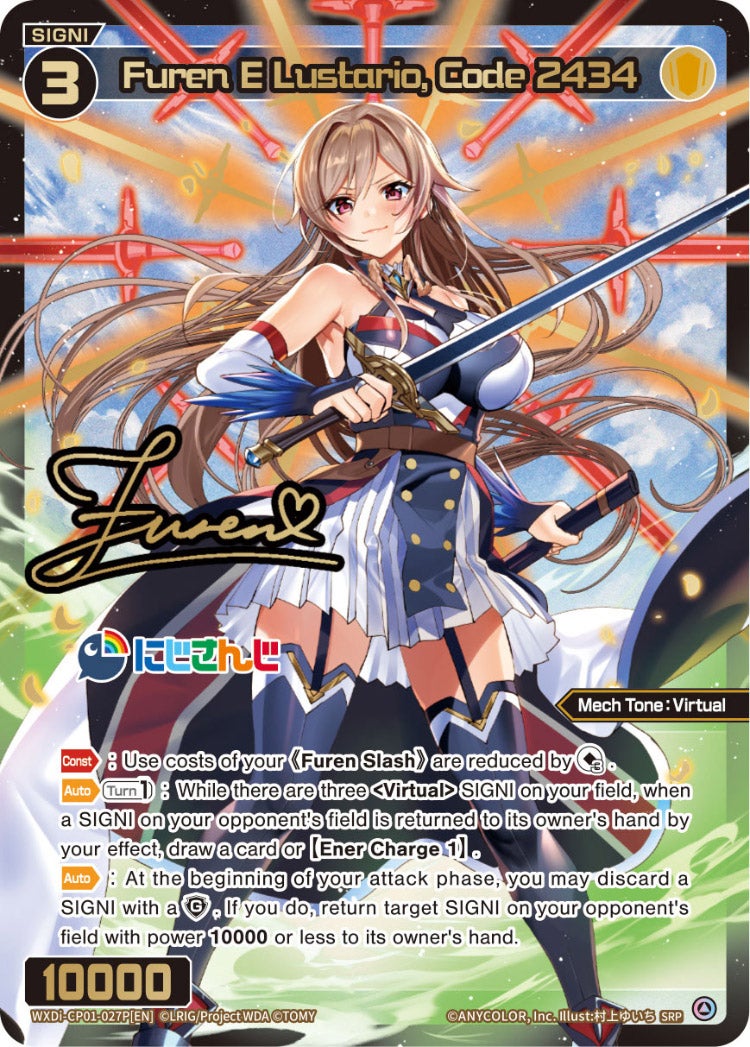 SIGNI
3 Furen E Lustario, Code 2434
Furen
にじさんじ
Mech Tone:Virtual
Const : Use costs of your《Furen Slash》are reduced by G .
Auto Turn 1 : While there are three <Virtual> SIGNI on your field, when
a SIGNI on your opponent's field is returned to its owner's hand by
your effect, draw a card or【Ener Charge 1】.
Auto : At the beginning of your attack phase, you may discard a
SIGNI with a G . If you do, return target SIGNI on your opponent's
field with power 10000 or less to its owner's hand.
10000
WXDi-CP01-027P[EN] ©LRIG/Project WDA ©TOMY ©ANYCOLOR, Inc. Illust:村上ゆいち SRP